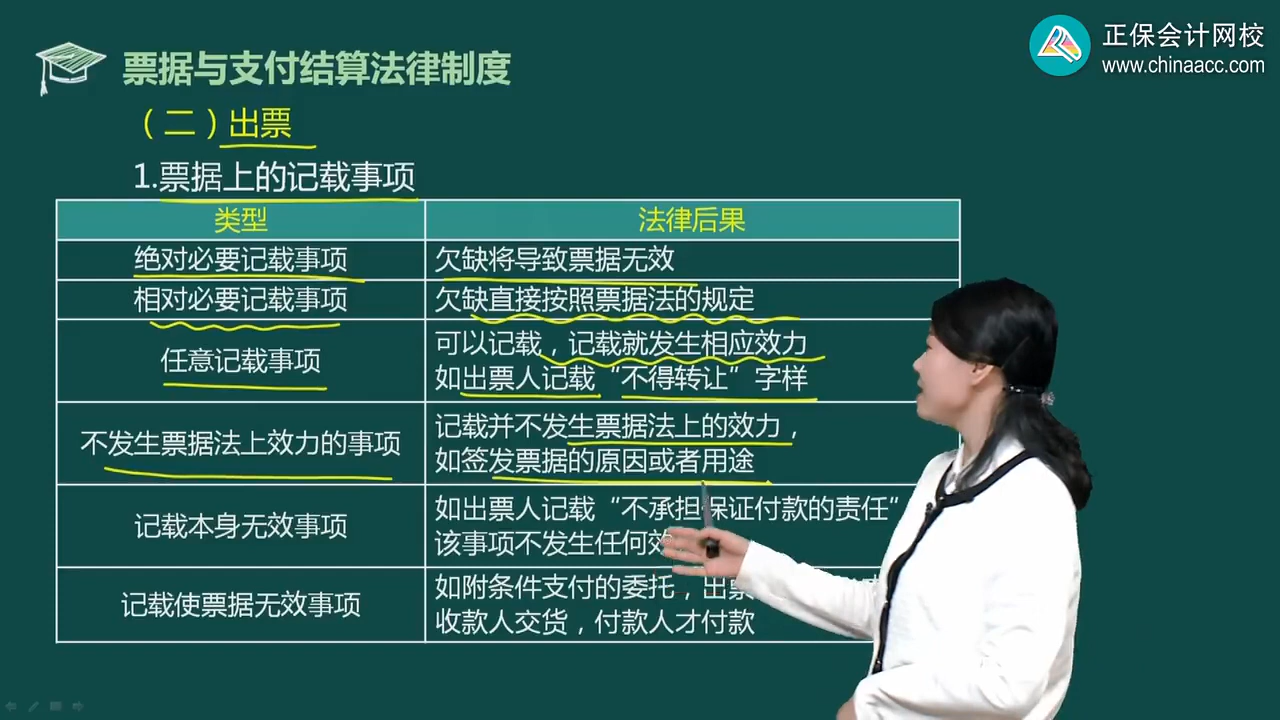 正保会计网校
www.chinaacc.com
票据与支付结算法律制度
（二）出票
1.票据上的记载事项
类型
法律后果
绝对必要记载事项
欠缺将导致票据无效
相对必要记载事项
欠缺直接按照票据法的规定
任意记载事项
可以记载，记载就发生相应效力
如出票人记载“不得转让”字样
不发生票据法上效力的事项
记载并不发生票据法上的效力，
如签发票据的原因或者用途
记载本身无效事项
如出票人记载“不承担保证付款的责任”
该事项不发生任何效
记载使票据无效事项
如附条件支付的委托，出票
收款人交货，付款人才付款